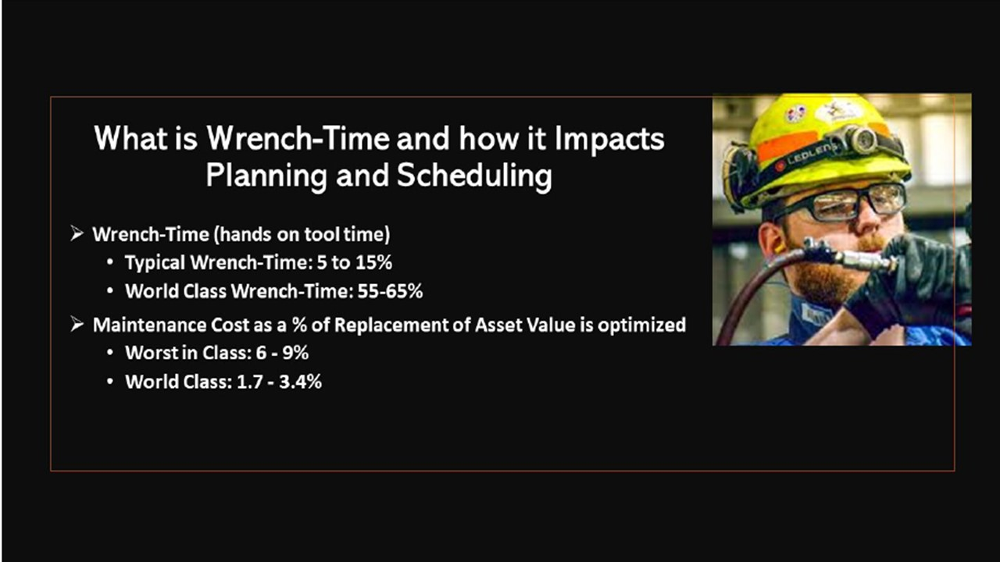 What is Wrench-Time and how it Impacts
Planning and Scheduling
➢ Wrench-Time (hands on tool time)
• Typical Wrench-Time: 5 to 15%
• World Class Wrench-Time: 55-65%
➢ Maintenance Cost as a % of Replacement of Asset Value is optimized
• Worst in Class: 6 - 9%
• World Class: 1.7 - 3.4%
LEDLENS